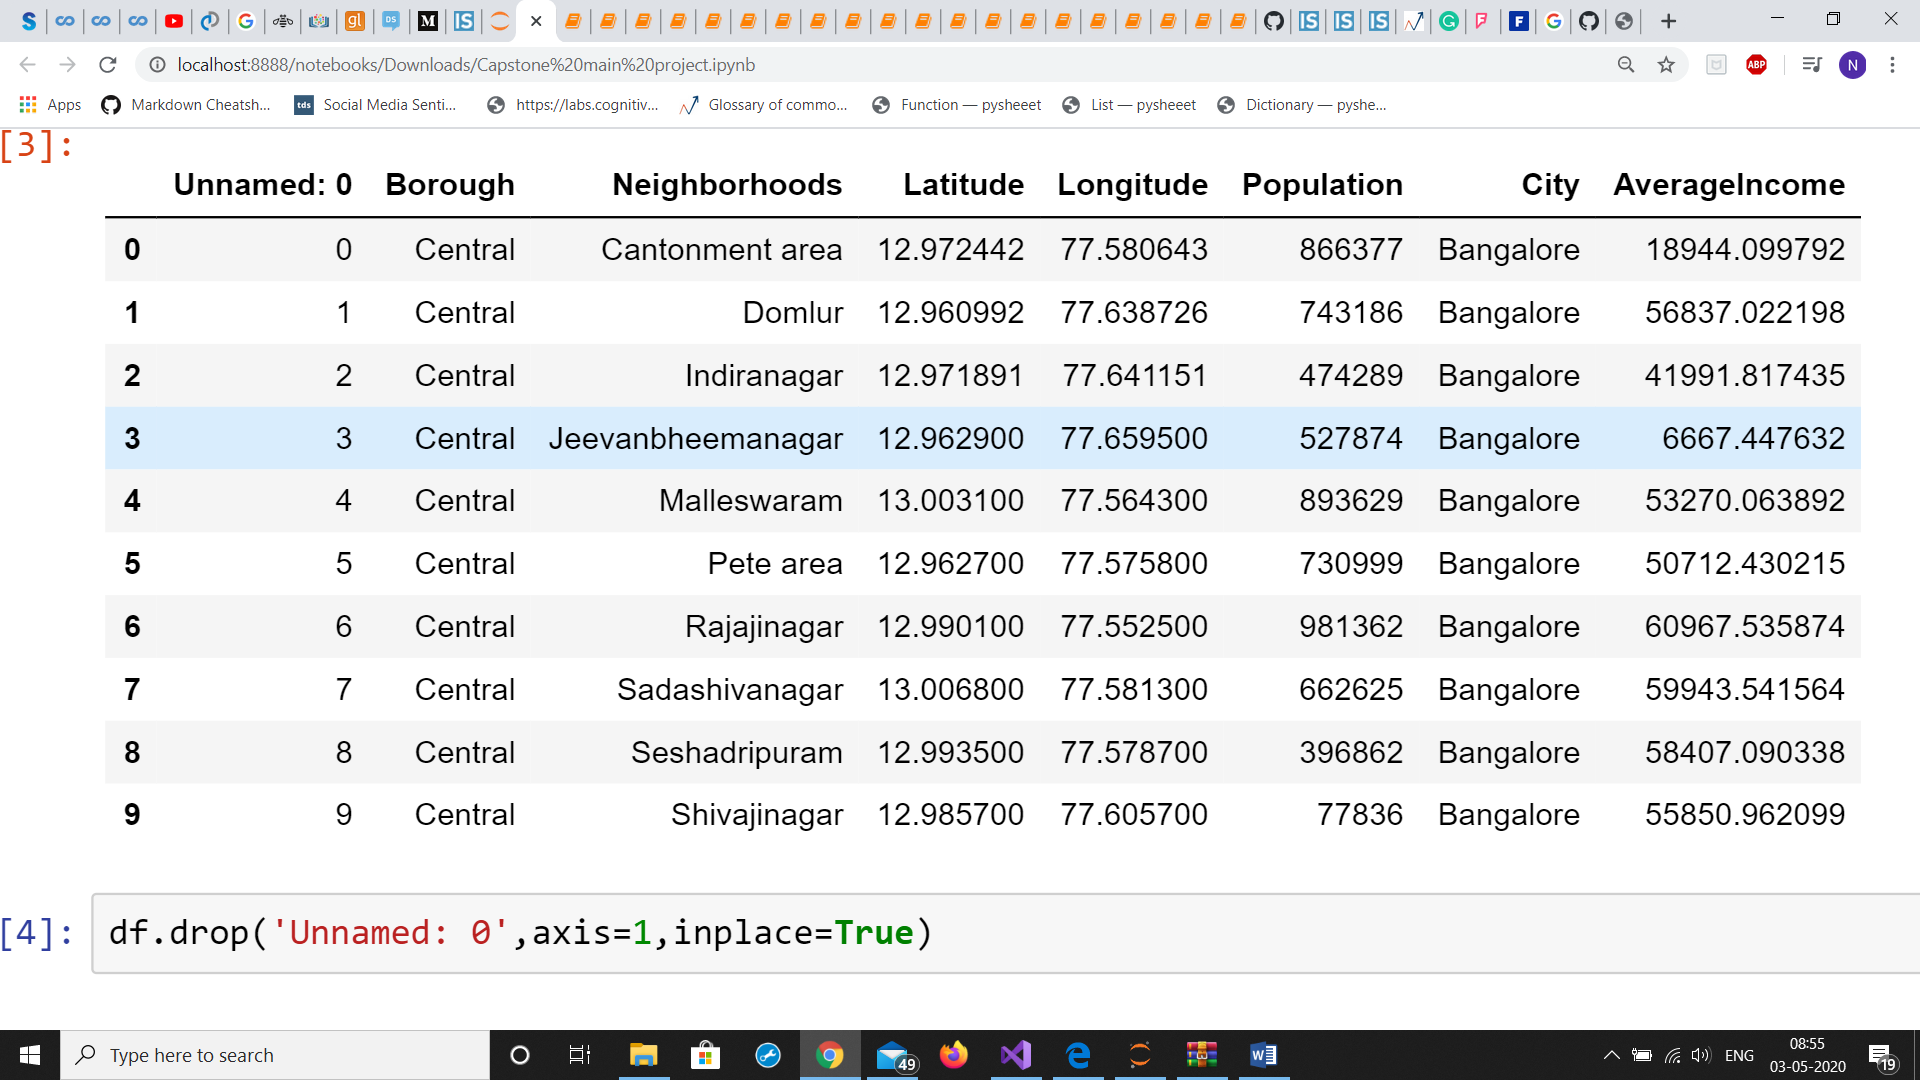 localhost:8888/notebooks/Downloads/Capstone%20main%20project.ipynb
ABP
N
Apps Markdown Cheatsh... tds Social Media Senti... https://labs.cognitiv... Glossary of commo... Function — pysheeet List — pysheeet Dictionary — pyshe...
[3]:
Unnamed: 0 Borough Neighborhoods Latitude Longitude Population City AverageIncome
0 0 Central Cantonment area 12.972442 77.580643 866377 Bangalore 18944.099792
1 1 Central Domlur 12.960992 77.638726 743186 Bangalore 56837.022198
2 2 Central Indiranagar 12.971891 77.641151 474289 Bangalore 41991.817435
3 3 Central Jeevanbheemanagar 12.962900 77.659500 527874 Bangalore 6667.447632
4 4 Central Malleswaram 13.003100 77.564300 893629 Bangalore 53270.063892
5 5 Central Pete area 12.962700 77.575800 730999 Bangalore 50712.430215
6 6 Central Rajajinagar 12.990100 77.552500 981362 Bangalore 60967.535874
7 7 Central Sadashivanagar 13.006800 77.581300 662625 Bangalore 59943.541564
8 8 Central Seshadripuram 12.993500 77.578700 396862 Bangalore 58407.090338
9 9 Central Shivajinagar 12.985700 77.605700 77836 Bangalore 55850.962099
[4]: df.drop('Unnamed: 0',axis=1,inplace=True)
Type here to search
49
ENG
08:55
03-05-2020
19